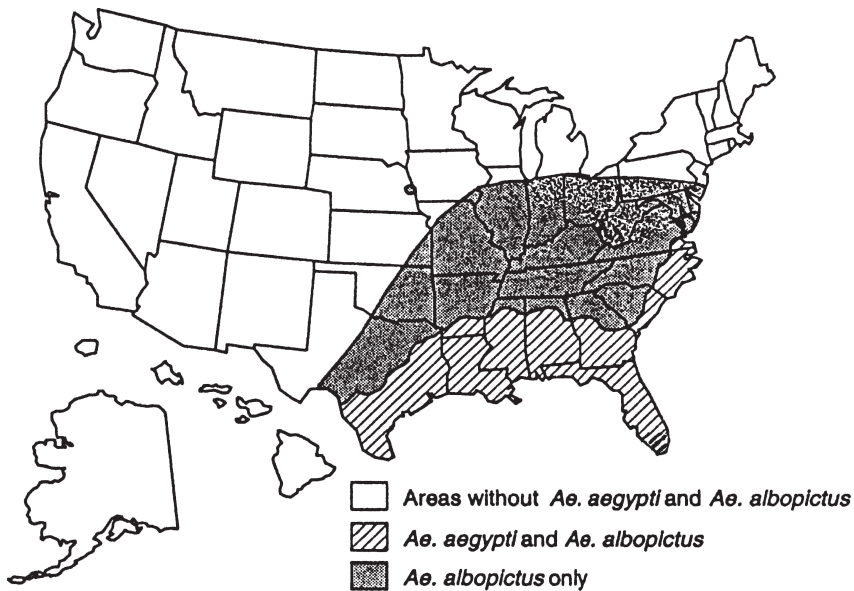 Areas without Ae. aegypti and Ae. albopictus
Ae. aegypti and Ae. albopictus
Ae. albopictus only